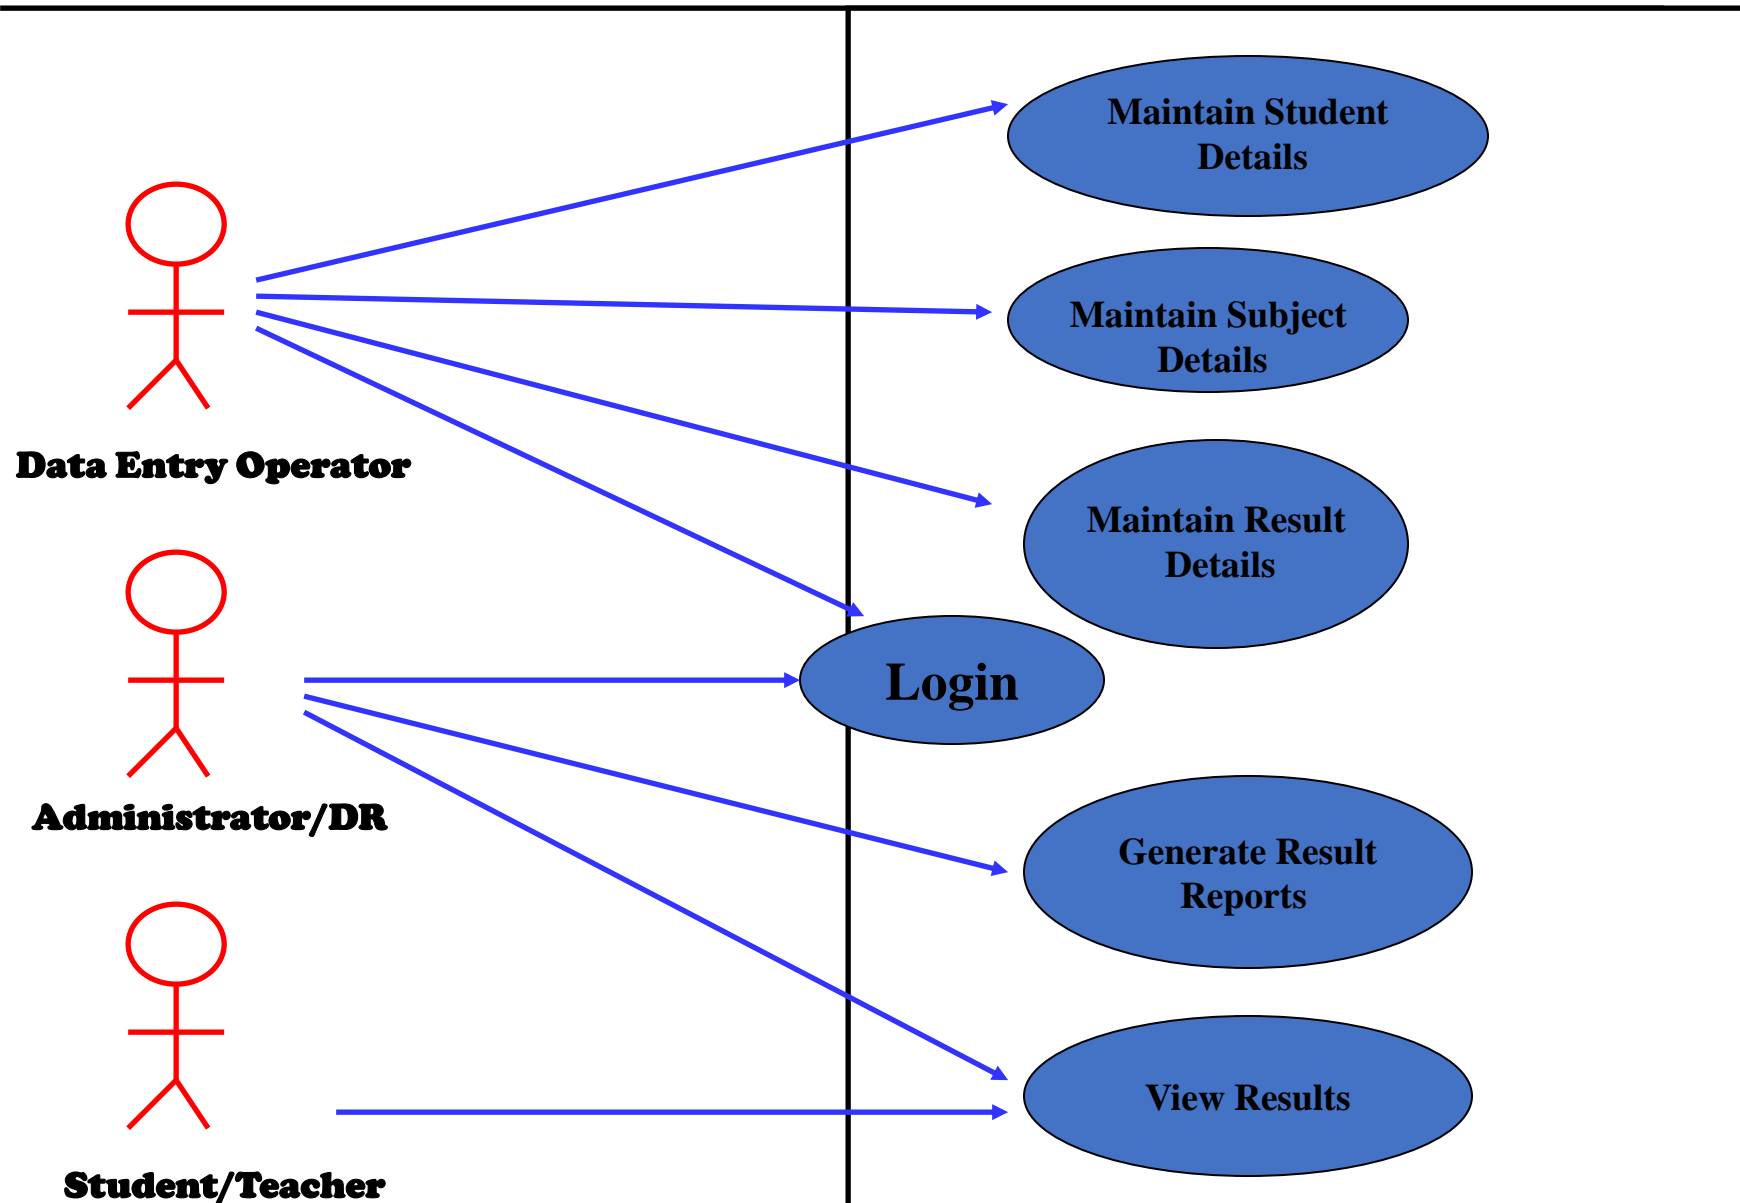 Maintain Student
Details
Maintain Subject
Details
Data Entry Operator
Maintain Result
Details
Login
Administrator/DR
Generate Result
Reports
View Results
Student/Teacher